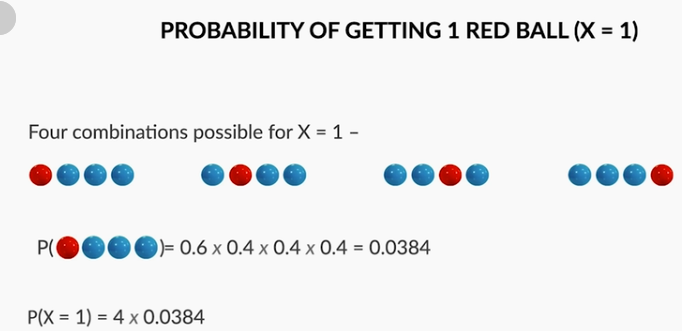 PROBABILITY OF GETTING 1 RED BALL (X = 1)
Four combinations possible for X = 1 –
P( )= 0.6 x 0.4 x 0.4 x 0.4 = 0.0384
P(X = 1) = 4 x 0.0384